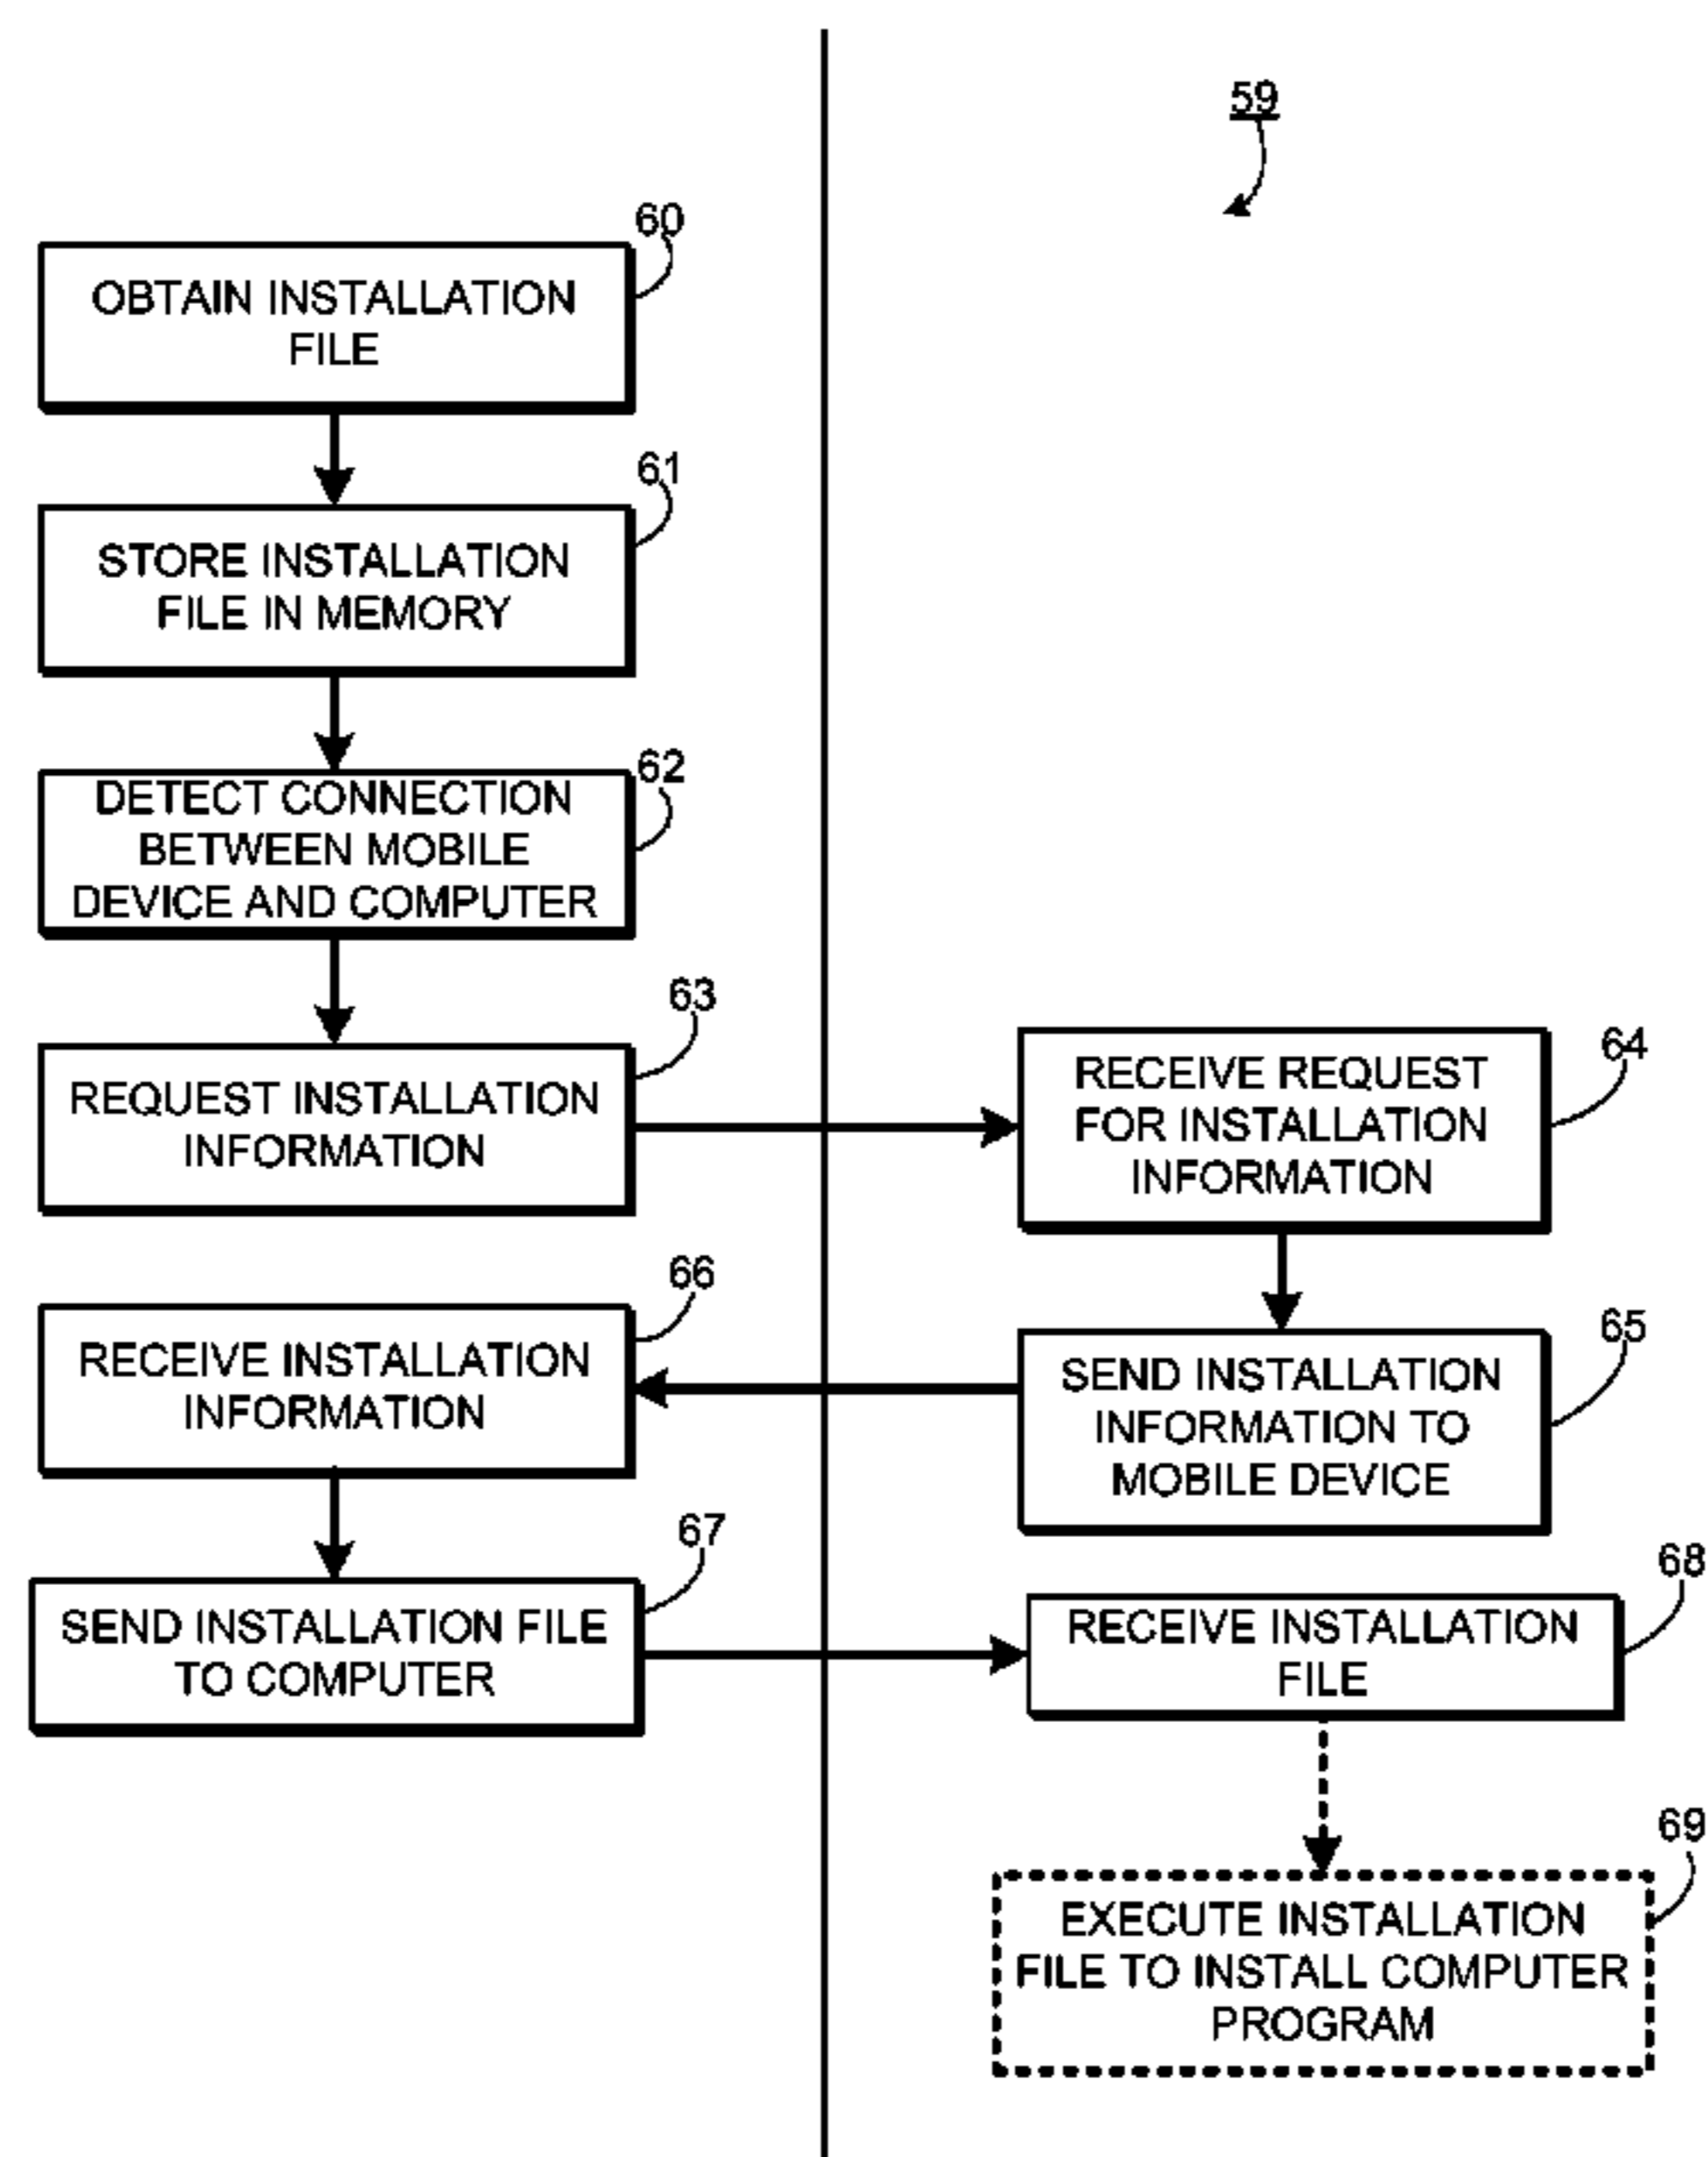 59
60
OBTAIN INSTALLATION
FILE
61
STORE INSTALLATION
FILE IN MEMORY
62
DETECT CONNECTION
BETWEEN MOBILE
DEVICE AND COMPUTER
63
REQUEST INSTALLATION
INFORMATION
64
RECEIVE REQUEST
FOR INSTALLATION
INFORMATION
65
SEND INSTALLATION
INFORMATION TO
MOBILE DEVICE
66
RECEIVE INSTALLATION
INFORMATION
67
SEND INSTALLATION FILE
TO COMPUTER
68
RECEIVE INSTALLATION
FILE
69
EXECUTE INSTALLATION
FILE TO INSTALL COMPUTER
PROGRAM